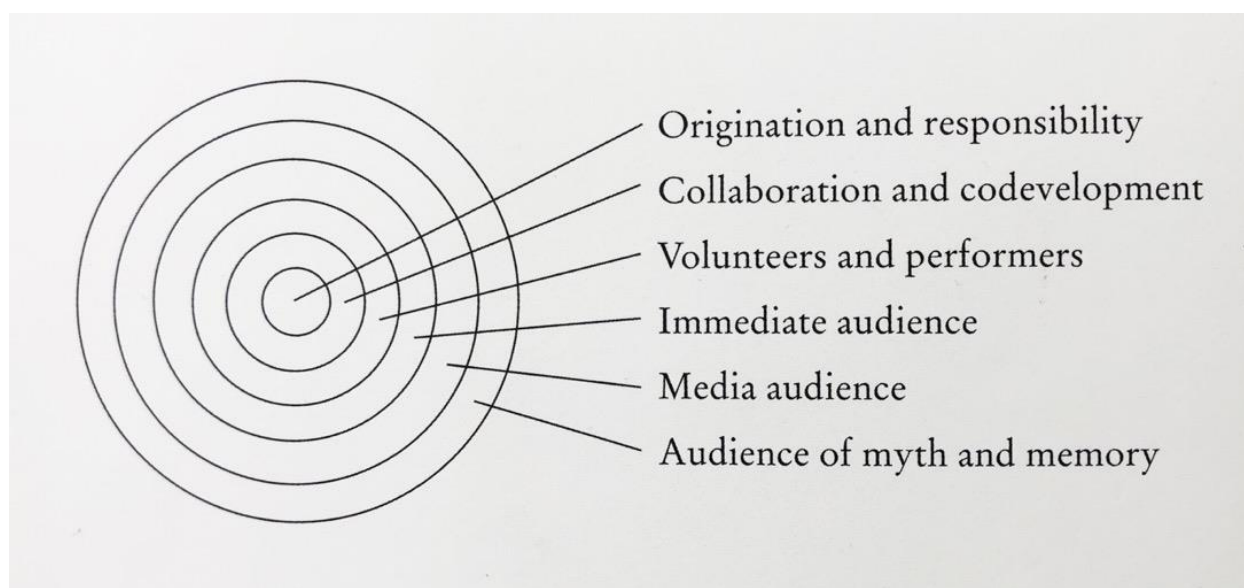 Origination and responsibility
Collaboration and codevelopment
Volunteers and performers
Immediate audience
Media audience
Audience of myth and memory